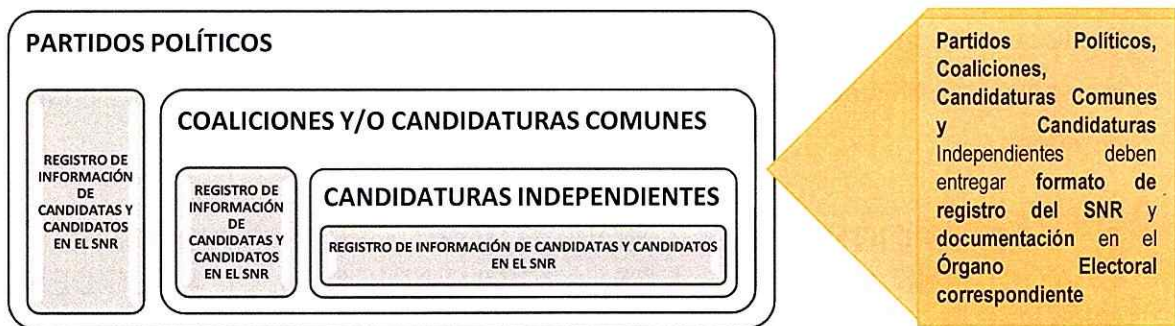 PARTIDOS POLÍTICOS
REGISTRO DE
INFORMACIÓN
DE
CANDIDATAS Y
CANDIDATOS
EN EL SNR
COALICIONES Y/O CANDIDATURAS COMUNES
REGISTRO DE
INFORMACIÓN
DE
CANDIDATAS Y
CANDIDATOS
EN EL SNR
CANDIDATURAS INDEPENDIENTES
REGISTRO DE INFORMACIÓN DE CANDIDATAS Y CANDIDATOS
EN EL SNR
Partidos Políticos,
Coaliciones,
Candidaturas Comunes
y Candidaturas
Independientes deben
entregar formato de
registro del SNR y
documentación en el
Órgano Electoral
correspondiente